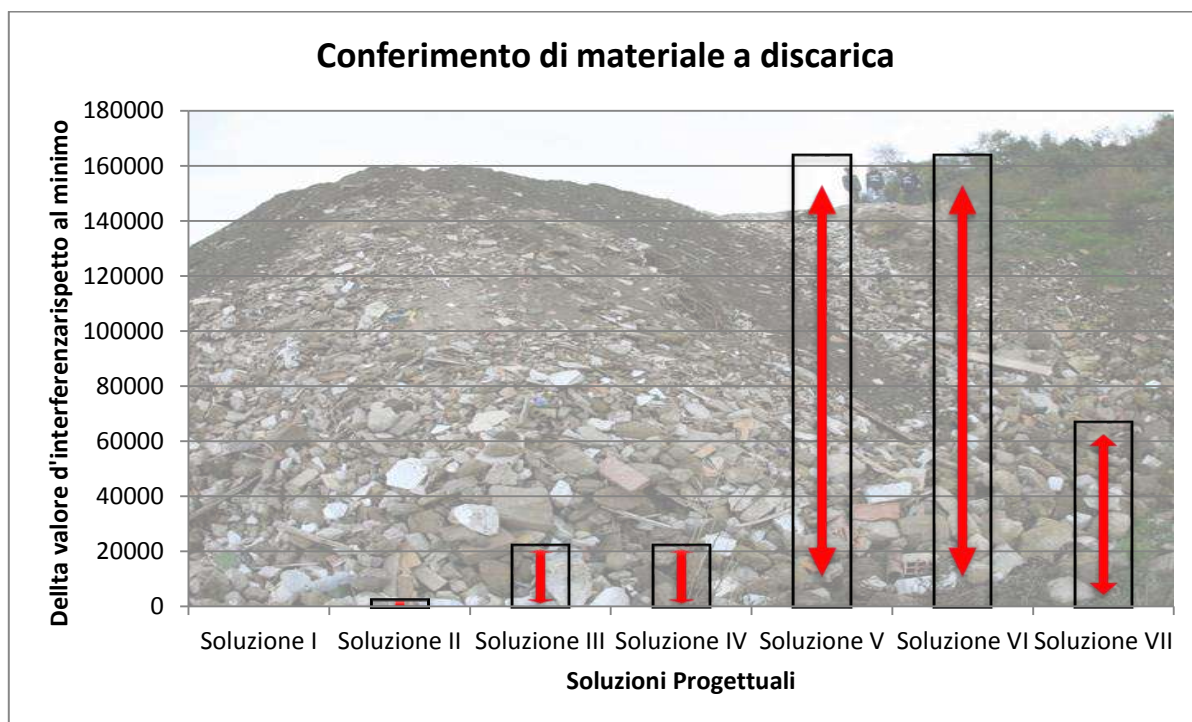 Conferimento di materiale a discarica
Dellta valore d'interferenzarispetto al minimo
180000
160000
140000
120000
100000
80000
60000
40000
20000
0
Soluzione I Soluzione II Soluzione III Soluzione IV Soluzione V Soluzione VI Soluzione VII
Soluzioni Progettuali